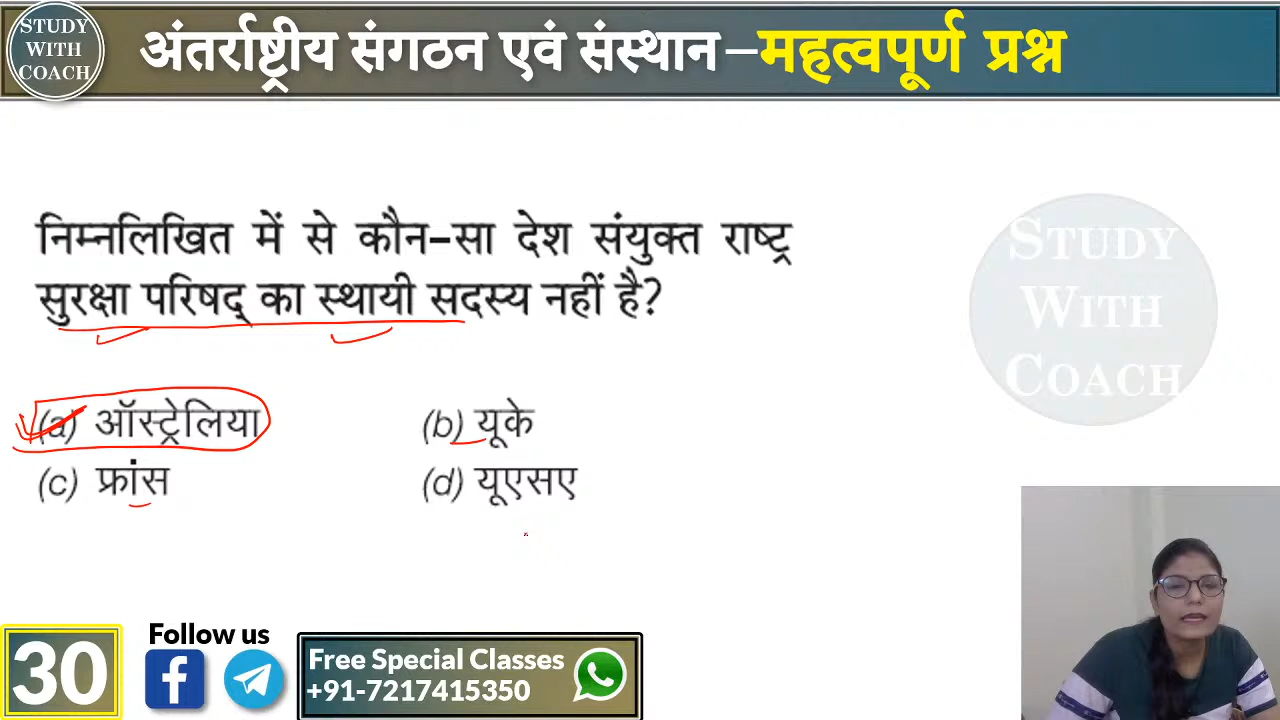 STUDY
WITH
COACH
अंतर्राष्ट्रीय संगठन एवं संस्थान–महत्वपूर्ण प्रश्न
निम्नलिखित में से कौन–सा देश संयुक्त राष्ट्र
सुरक्षा परिषद् का स्थायी सदस्य नहीं है?
STUDY
WITH
COACH
(a) ऑस्ट्रेलिया (b) यूके
(c) फ्रांस (d) यूएसए
30
Follow us
Free Special Classes
+91-7217415350